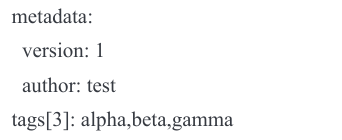 metadata:
  version: 1
  author: test
tags[3]: alpha,beta,gamma